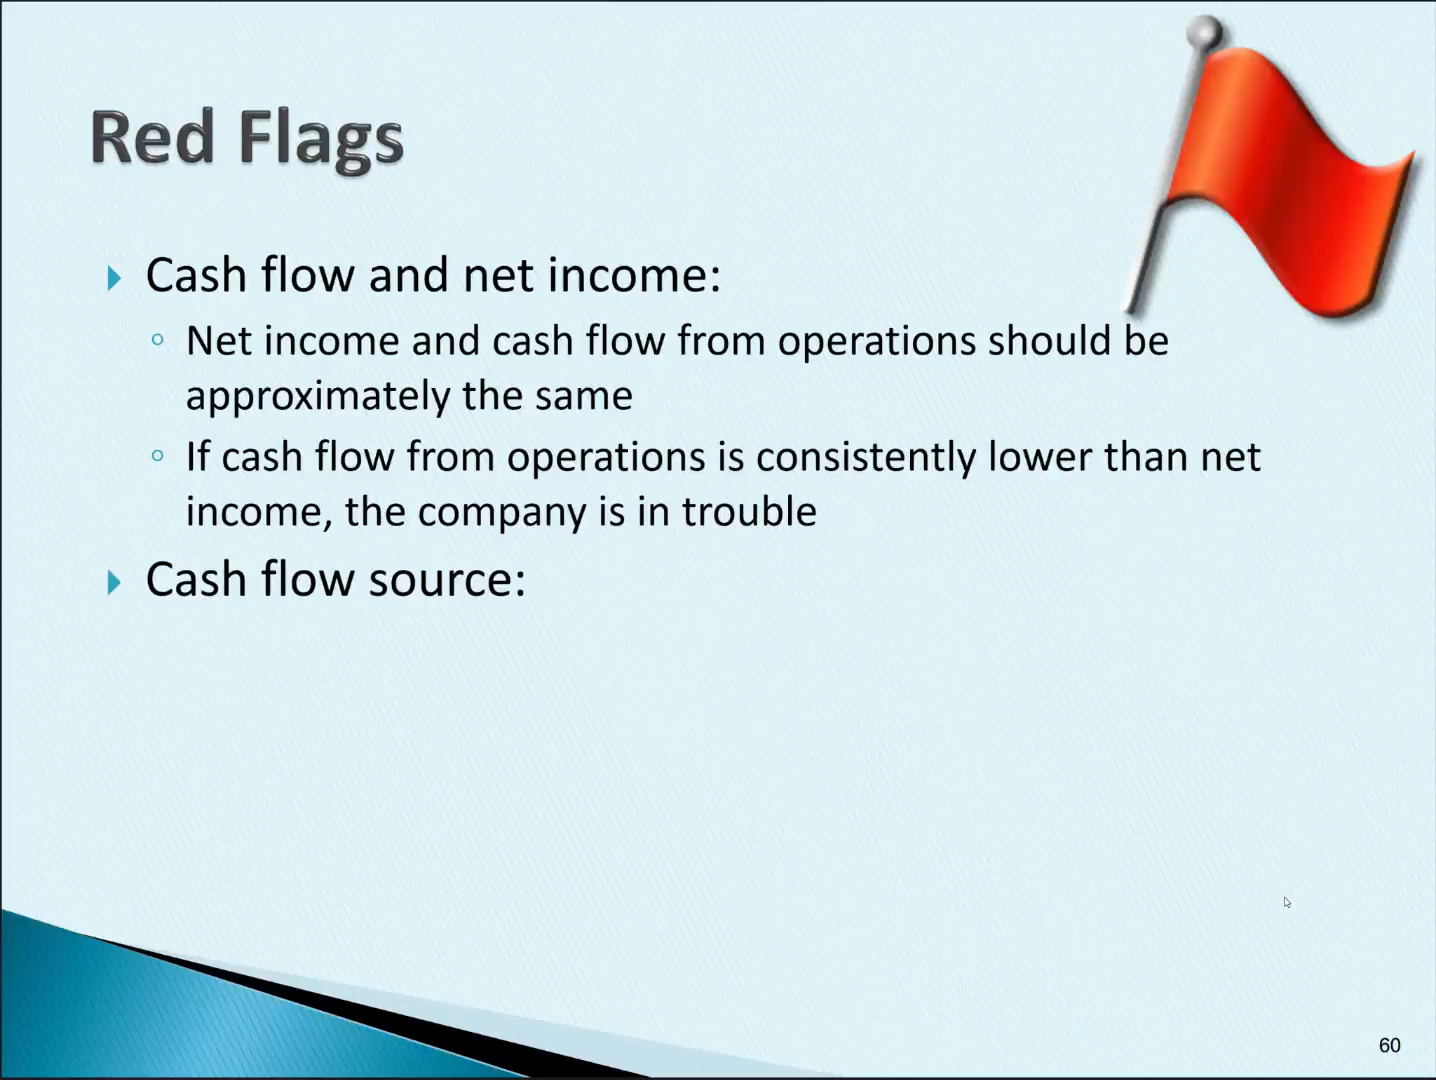 Red Flags
Cash flow and net income:
Net income and cash flow from operations should be
approximately the same
If cash flow from operations is consistently lower than net
income, the company is in trouble
Cash flow source:
60